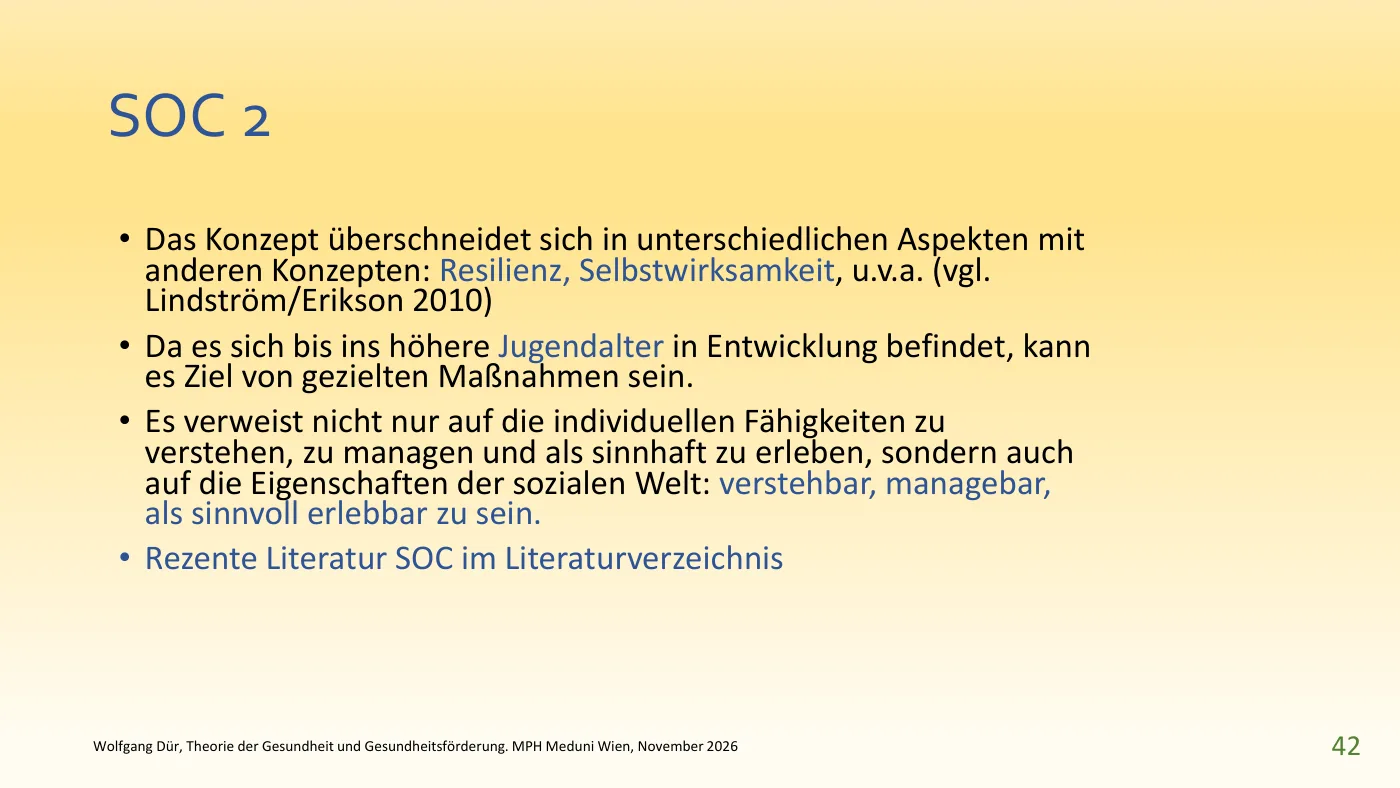 SOC 2
• Das Konzept überschneidet sich in unterschiedlichen Aspekten mit
anderen Konzepten: Resilienz, Selbstwirksamkeit, u.v.a. (vgl.
Lindström/Erikson 2010)
• Da es sich bis ins höhere Jugendalter in Entwicklung befindet, kann
es Ziel von gezielten Maßnahmen sein.
• Es verweist nicht nur auf die individuellen Fähigkeiten zu
verstehen, zu managen und als sinnhaft zu erleben, sondern auch
auf die Eigenschaften der sozialen Welt: verstehbar, managebar,
als sinnvoll erlebbar zu sein.
• Rezente Literatur SOC im Literaturverzeichnis
Wolfgang Dür, Theorie der Gesundheit und Gesundheitsförderung. MPH Meduni Wien, November 2026
42